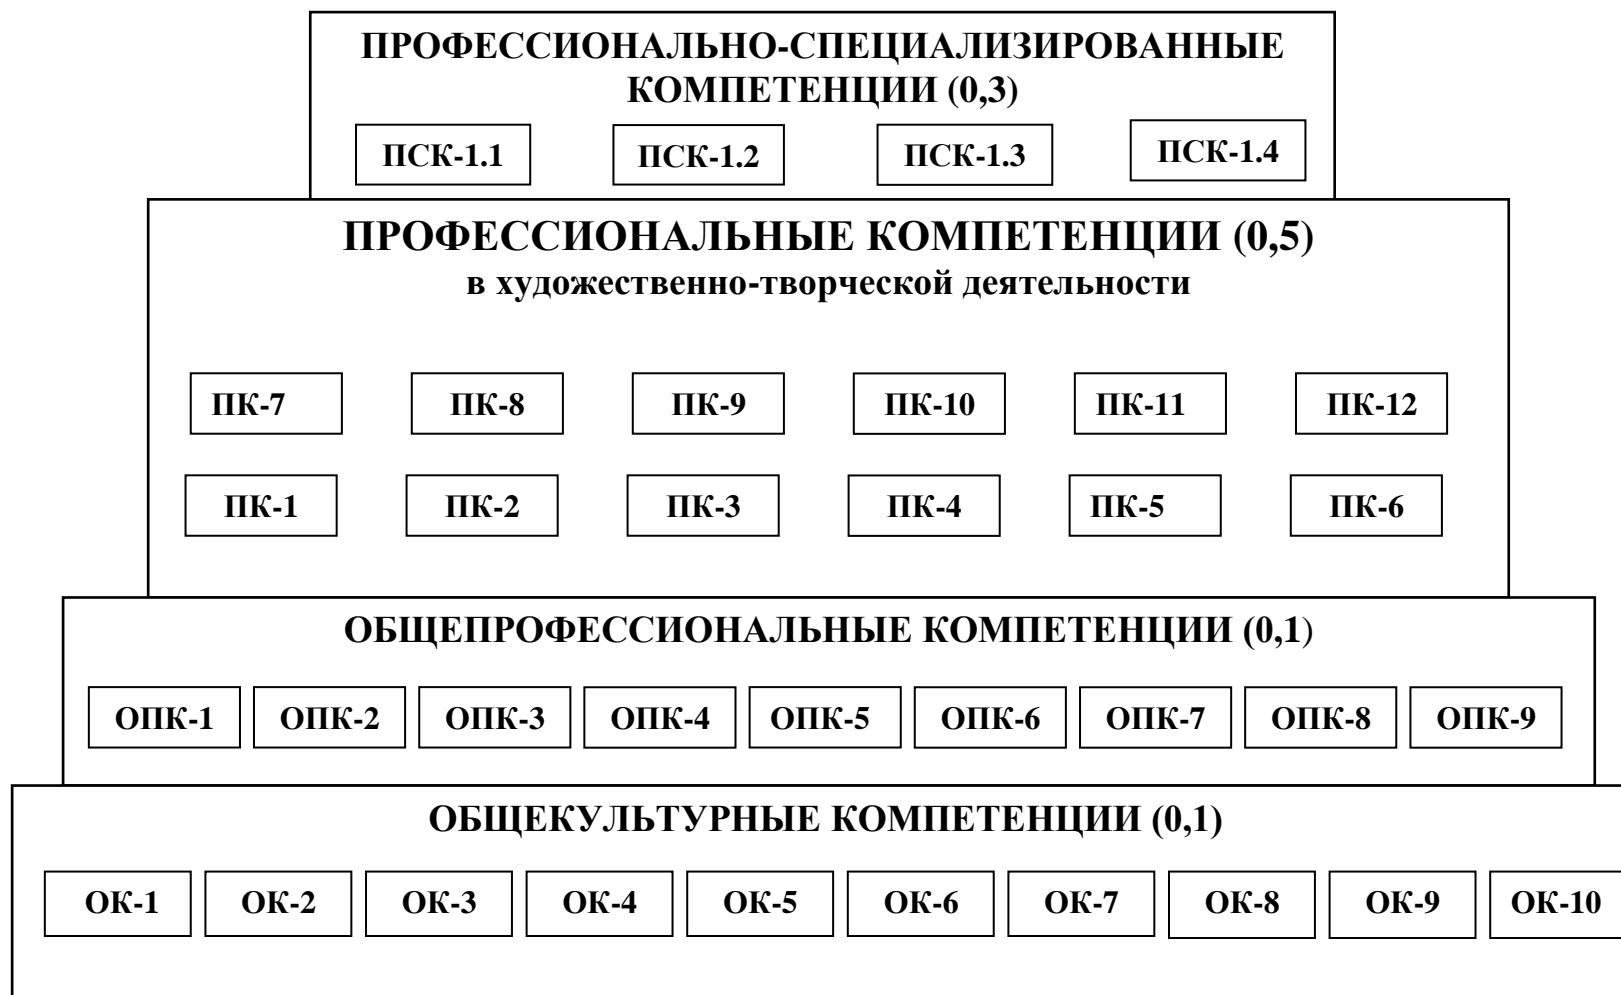 ПРОФЕССИОНАЛЬНО-СПЕЦИАЛИЗИРОВАННЫЕ
КОМПЕТЕНЦИИ (0,3)
ПСК-1.1 ПСК-1.2 ПСК-1.3 ПСК-1.4
ПРОФЕССИОНАЛЬНЫЕ КОМПЕТЕНЦИИ (0,5)
в художественно-творческой деятельности
ПК-7 ПК-8 ПК-9 ПК-10 ПК-11 ПК-12
ПК-1 ПК-2 ПК-3 ПК-4 ПК-5 ПК-6
ОБЩЕПРОФЕССИОНАЛЬНЫЕ КОМПЕТЕНЦИИ (0,1)
ОПК-1 ОПК-2 ОПК-3 ОПК-4 ОПК-5 ОПК-6 ОПК-7 ОПК-8 ОПК-9
ОБЩЕКУЛЬТУРНЫЕ КОМПЕТЕНЦИИ (0,1)
ОК-1 ОК-2 ОК-3 ОК-4 ОК-5 ОК-6 ОК-7 ОК-8 ОК-9 ОК-10